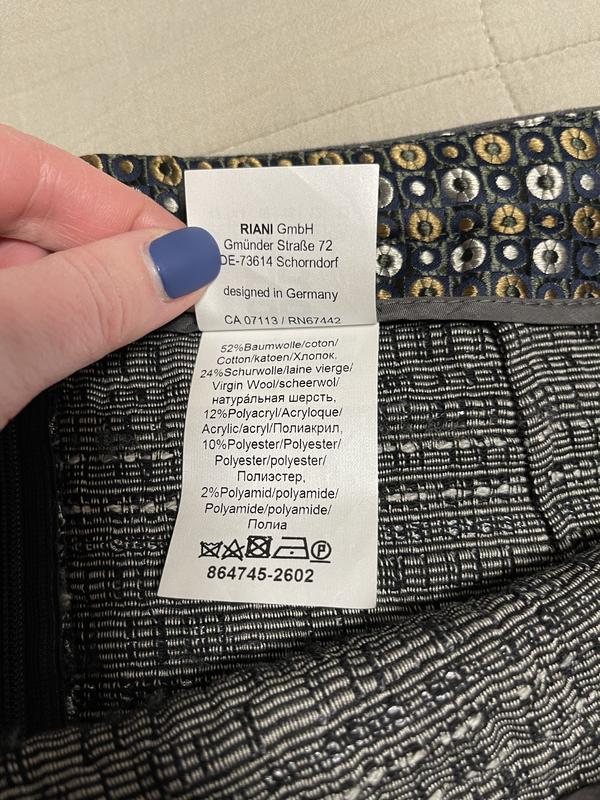 RIANI GmbH
Gmünder Straße 72
DE-73614 Schorndorf
designed in Germany
CA 07113 / RN67442
52%Baumwolle/coton/
Cotton/katoen/Хлопок,
24%Schurwolle/laine vierge/
Virgin Wool/scheerwol/
натурáльная шерсть,
12%Polyacryl/Acryloque/
Acrylic/acryl/Полиакрил,
10%Polyester/Polyester/
Polyester/polyester/
Полиэстер,
2%Polyamid/polyamide/
Polyamide/polyamide/
Полиа
P
864745-2602